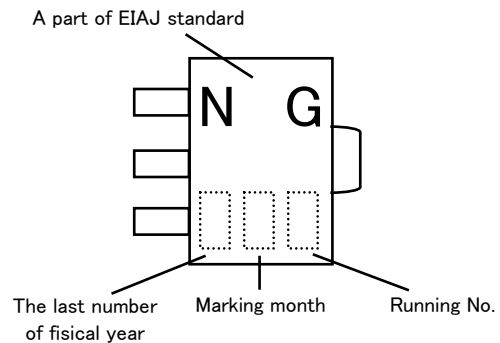 A part of EIAJ standard
N G
The last number
of fisical year
Marking month
Running No.